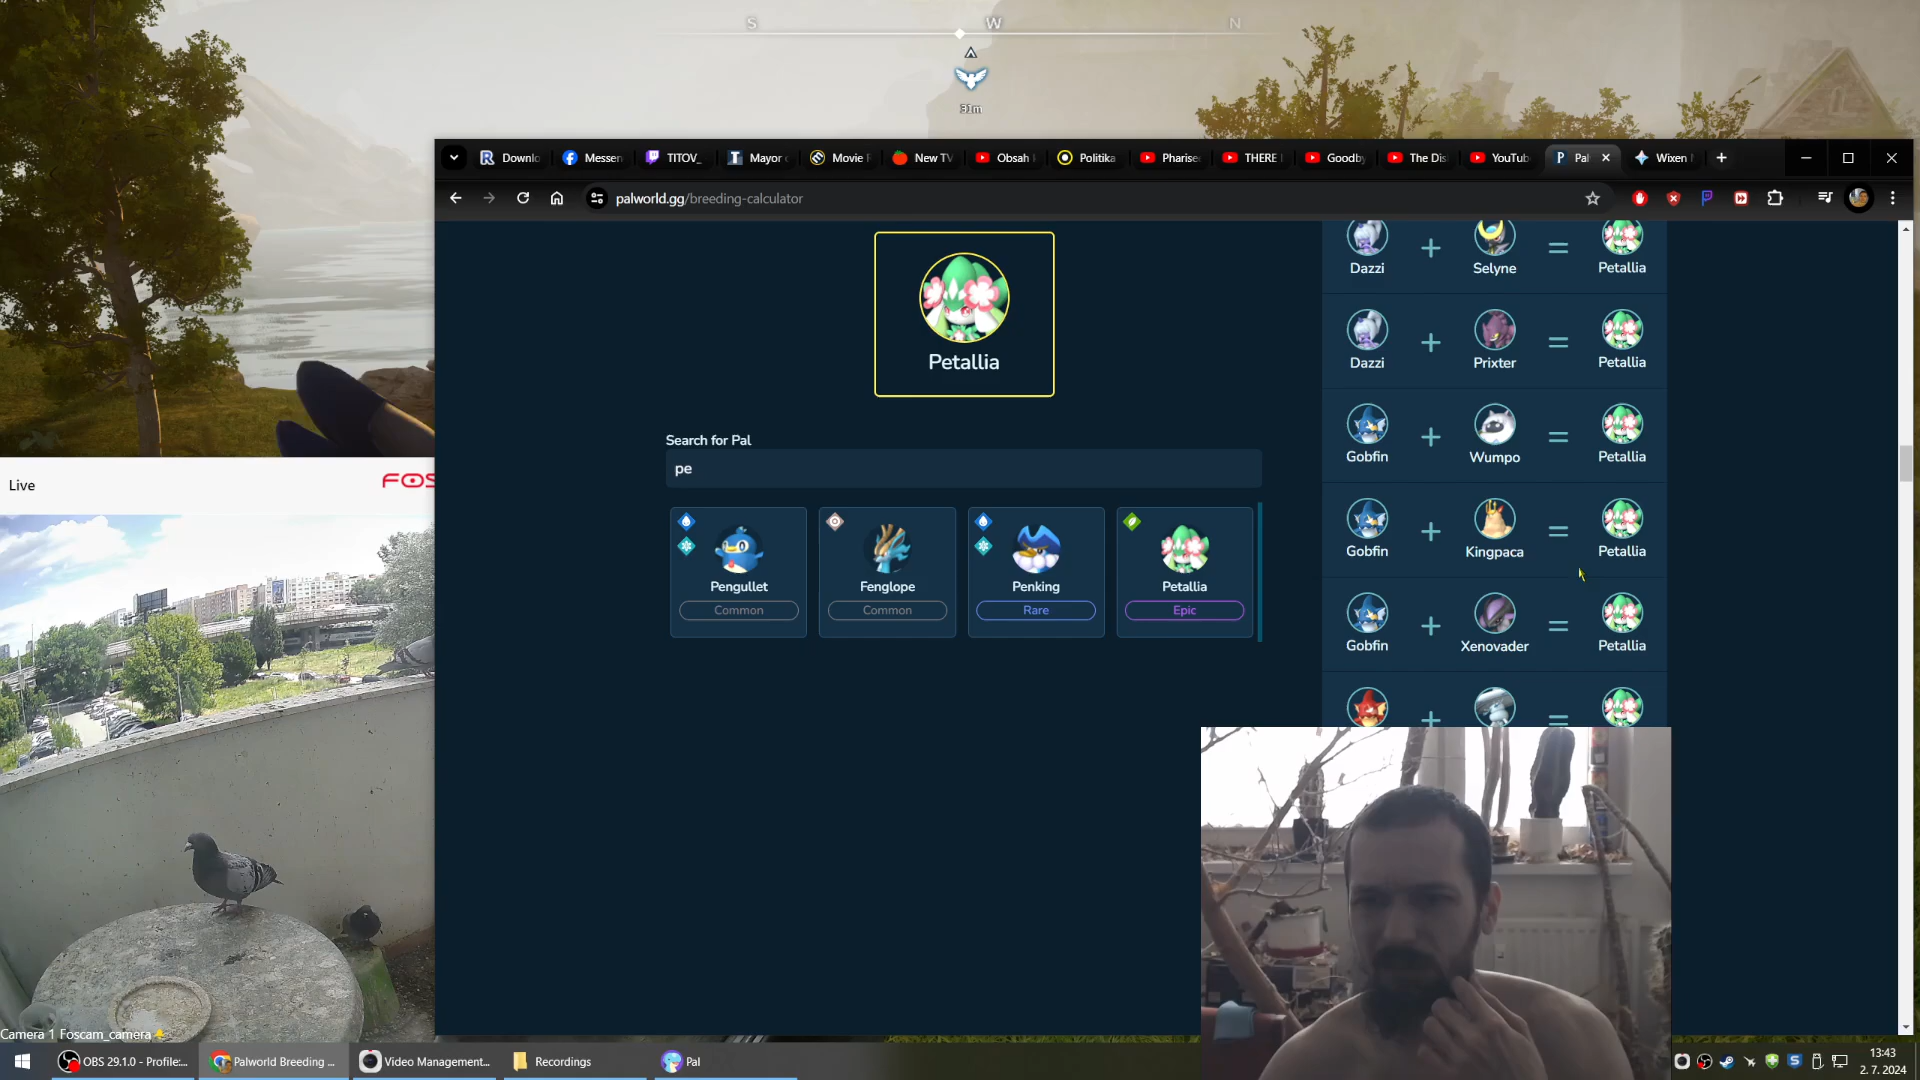 S
W
N
31m
Downlo
Messen
TITOV_
Mayor
Movie
New TV
Obsah
Politika
Pharise
THERE
Goodby
The Dis
YouTub
Pal
Wixen
palworld.gg/breeding-calculator
Petallia
Search for Pal
pe
Pengullet
Common
Fenglope
Common
Penking
Rare
Petallia
Epic
Dazzi + Selyne = Petallia
Dazzi + Prixter = Petallia
Gobfin + Wumpo = Petallia
Gobfin + Kingpaca = Petallia
Gobfin + Xenovader = Petallia
+ =
Live
FOS
Camera 1 Foscam_camera
OBS 29.1.0 - Profile:...
Palworld Breeding ...
Video Management...
Recordings
Pal
13:43
2. 7. 2024